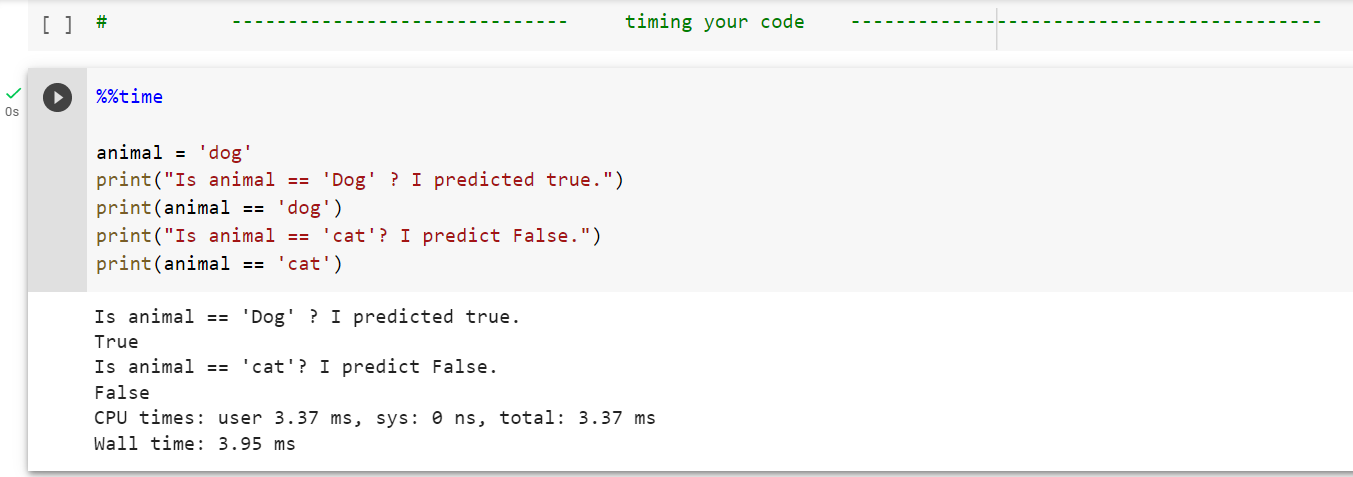 [ ] # ------------------------------ timing your code ------------------------------------------
%%time
0s
animal = 'dog'
print("Is animal == 'Dog' ? I predicted true.")
print(animal == 'dog')
print("Is animal == 'cat'? I predict False.")
print(animal == 'cat')
Is animal == 'Dog' ? I predicted true.
True
Is animal == 'cat'? I predict False.
False
CPU times: user 3.37 ms, sys: 0 ns, total: 3.37 ms
Wall time: 3.95 ms